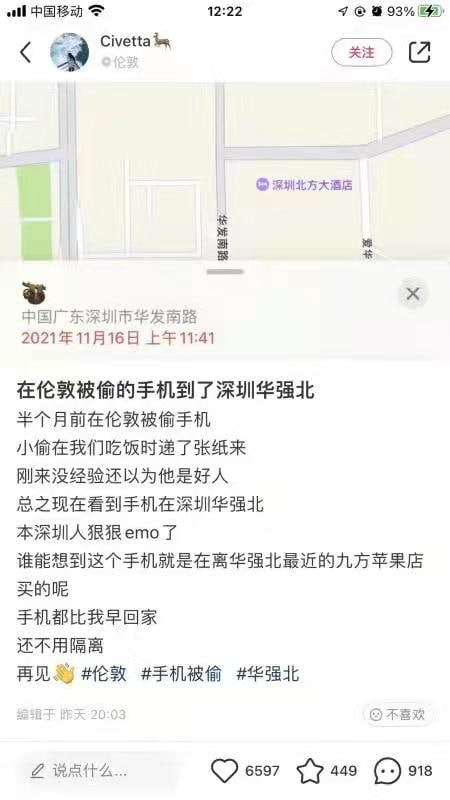 中国移动 12:22 93%
Civetta
伦敦
关注
深圳北方大酒店
华发南路
爱华
中国广东深圳市华发南路
2021年11月16日 上午11:41
在伦敦被偷的手机到了深圳华强北
半个月前在伦敦被偷手机
小偷在我们吃饭时递了张纸来
刚来没经验还以为他是好人
总之现在看到手机在深圳华强北
本深圳人狠狠emo了
谁能想到这个手机就是在离华强北最近的九方苹果店
买的呢
手机都比我早回家
还不用隔离
再见👋 #伦敦 #手机被偷 #华强北
编辑于 昨天 20:03 不喜欢
说点什么... 6597 449 918